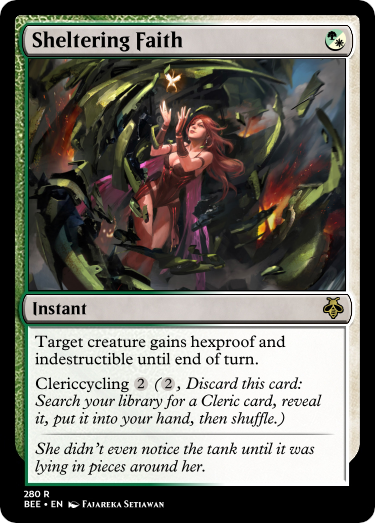 Sheltering Faith
Instant
Target creature gains hexproof and
indestructible until end of turn.
Clericcycling 2 (2, Discard this card:
Search your library for a Cleric card, reveal
it, put it into your hand, then shuffle.)
She didn't even notice the tank until it was
lying in pieces around her.
280 R
BEE • EN Fajareka Setiawan